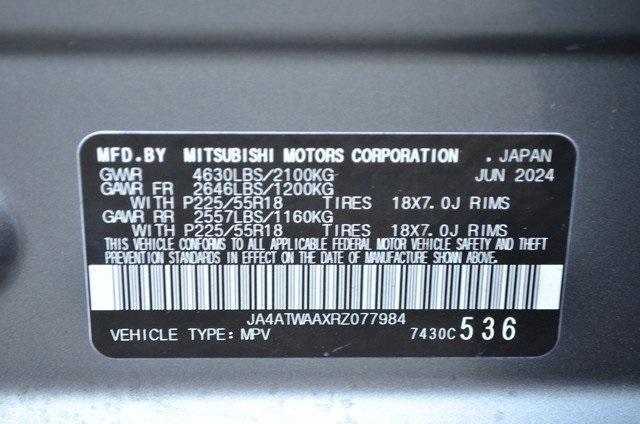 MFD.BY MITSUBISHI MOTORS CORPORATION . JAPAN
GVWR 4630LBS/2100KG JUN 2024
GAWR FR 2646LBS/1200KG
WITH P225/55R18 TIRES 18X7.0J RIMS
GAWR RR 2557LBS/1160KG
WITH P225/55R18 TIRES 18X7.0J RIMS
THIS VEHICLE CONFORMS TO ALL APPLICABLE FEDERAL MOTOR VEHICLE SAFETY AND THEFT
PREVENTION STANDARDS IN EFFECT ON THE DATE OF MANUFACTURE SHOWN ABOVE.
JA4ATWAAXRZ077984
VEHICLE TYPE: MPV 7430C 536